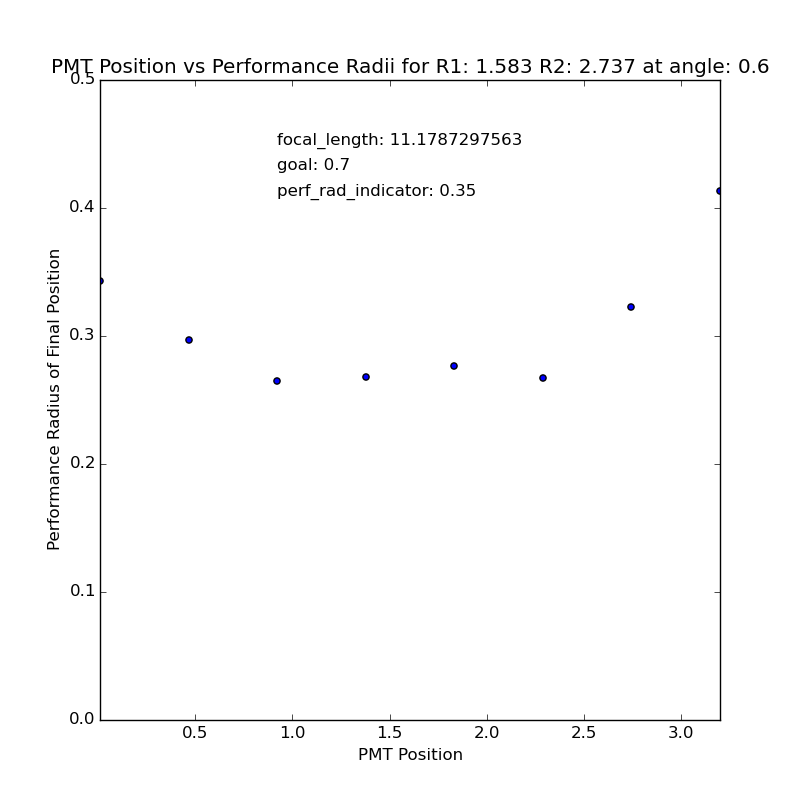 PMT Position vs Performance Radii for R1: 1.583 R2: 2.737 at angle: 0.6
0.5
focal_length: 11.1787297563
goal: 0.7
perf_rad_indicator: 0.35
0.4
0.3
0.2
0.1
0.0
Performance Radius of Final Position
0.5 1.0 1.5 2.0 2.5 3.0
PMT Position